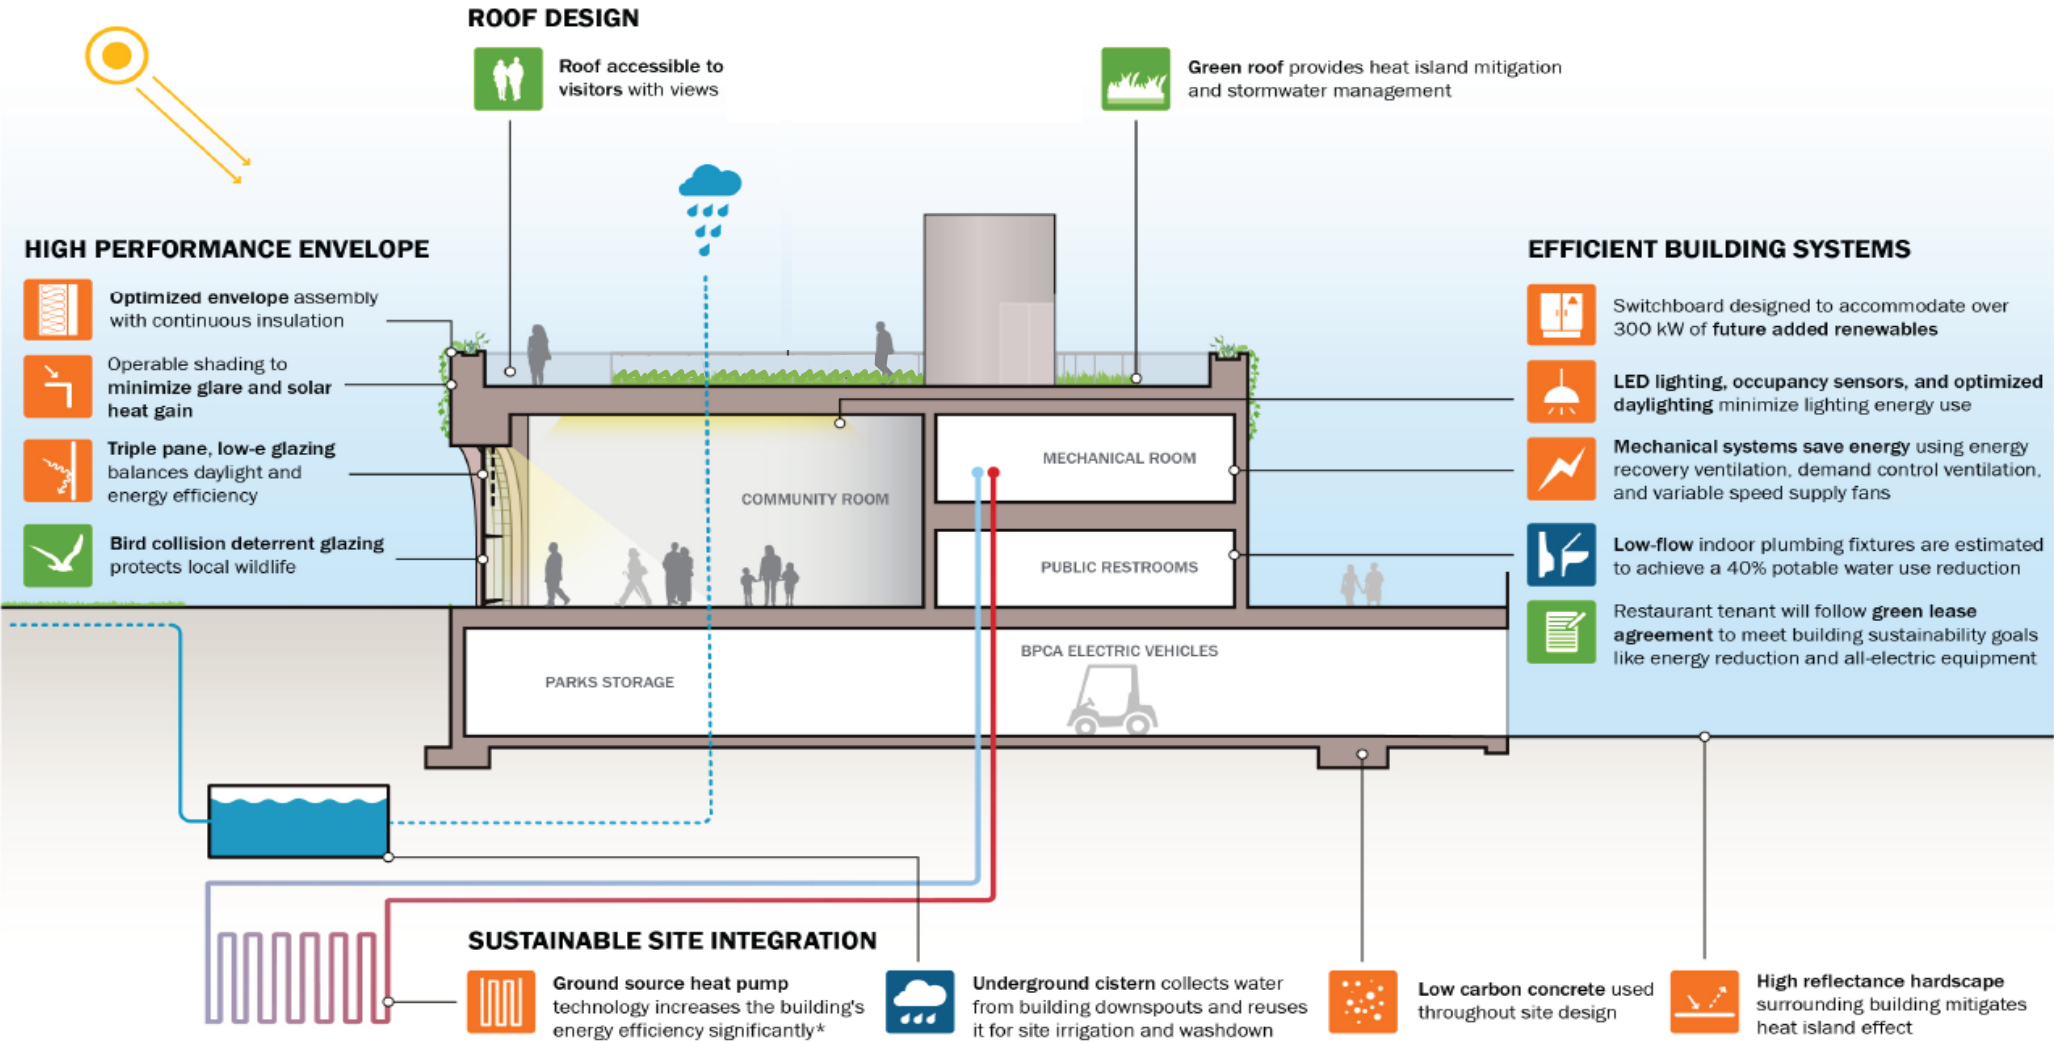 ROOF DESIGN
Roof accessible to
visitors with views
Green roof provides heat island mitigation
and stormwater management
HIGH PERFORMANCE ENVELOPE
Optimized envelope assembly
with continuous insulation
Operable shading to
minimize glare and solar
heat gain
Triple pane, low-e glazing
balances daylight and
energy efficiency
Bird collision deterrent glazing
protects local wildlife
COMMUNITY ROOM
MECHANICAL ROOM
PUBLIC RESTROOMS
PARKS STORAGE
BPCA ELECTRIC VEHICLES
EFFICIENT BUILDING SYSTEMS
Switchboard designed to accommodate over
300 kW of future added renewables
LED lighting, occupancy sensors, and optimized
daylighting minimize lighting energy use
Mechanical systems save energy using energy
recovery ventilation, demand control ventilation,
and variable speed supply fans
Low-flow indoor plumbing fixtures are estimated
to achieve a 40% potable water use reduction
Restaurant tenant will follow green lease
agreement to meet building sustainability goals
like energy reduction and all-electric equipment
SUSTAINABLE SITE INTEGRATION
Ground source heat pump
technology increases the building's
energy efficiency significantly*
Underground cistern collects water
from building downspouts and reuses
it for site irrigation and washdown
Low carbon concrete used
throughout site design
High reflectance hardscape
surrounding building mitigates
heat island effect